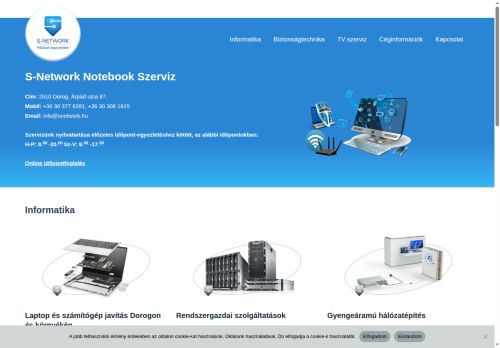 S-NETWORK
Hálózat egyszerűen
Informatika
Biztonságtechnika
TV szerviz
Céginformációk
Kapcsolat
S-Network Notebook Szerviz
Cím: 2510 Dorog, Árpád utca 87.
Mobil: +36 30 377 6261, +36 30 306 1615
Email: info@snetwork.hu
Szervizünk nyitvatartása előzetes időpont-egyeztetéshez kötött, az alábbi időpontokban:
H-P: 8.00 -20.00 Sz-V: 9.00 -17.00
Online időpontfoglalás
Informatika
Laptop és számítógép javítás Dorogon és környékén
Rendszergazdai szolgáltatások
Gyengeáramú hálózatépítés
A jobb felhasználói élmény érdekében az oldalon cookie-kat használunk. Oldalunk használatával, Ön elfogadja a cookie-k használatát.
Elfogadom
Elutasítom